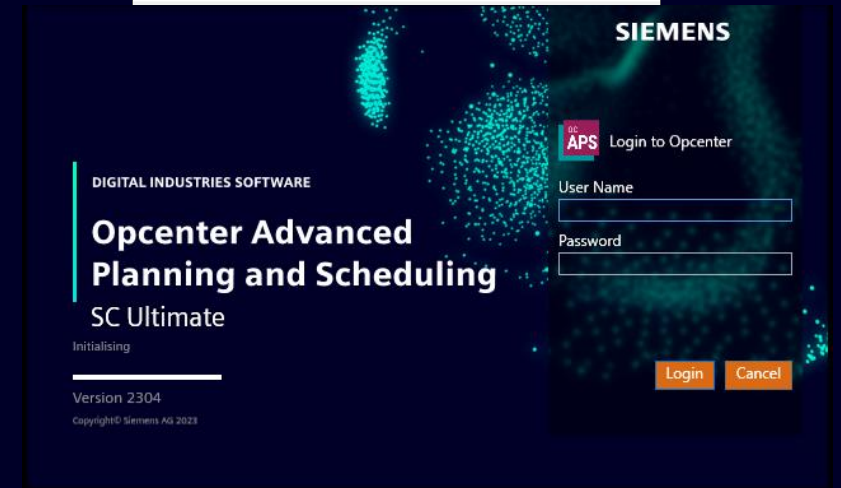 SIEMENS
OC
APS
Login to Opcenter
User Name
Password
Login
Cancel
DIGITAL INDUSTRIES SOFTWARE
Opcenter Advanced
Planning and Scheduling
SC Ultimate
Initialising
Version 2304
Copyright© Siemens AG 2023